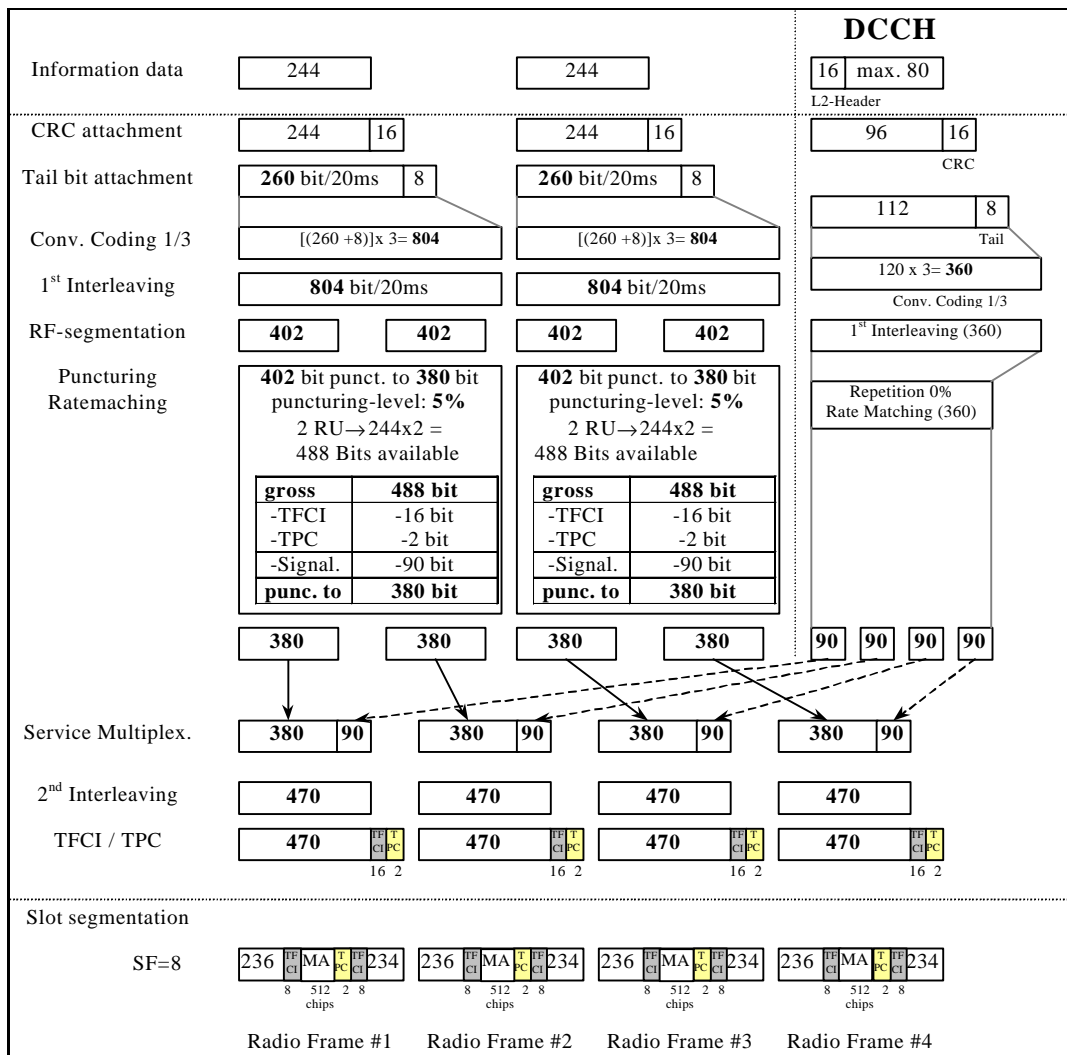 DCCH
Information data 244 244 16 max. 80
L2-Header
CRC attachment 244 16 244 16 96 16
CRC
Tail bit attachment 260 bit/20ms 8 260 bit/20ms 8
112 8
Tail
Conv. Coding 1/3 [(260 +8)]x 3= 804 [(260 +8)]x 3= 804
120 x 3= 360
Conv. Coding 1/3
1st Interleaving 804 bit/20ms 804 bit/20ms
RF-segmentation 402 402 402 402 1st Interleaving (360)
Puncturing
Ratemaching
402 bit punct. to 380 bit
puncturing-level: 5%
2 RU→244x2 =
488 Bits available
gross 488 bit
-TFCI -16 bit
-TPC -2 bit
-Signal. -90 bit
punc. to 380 bit
402 bit punct. to 380 bit
puncturing-level: 5%
2 RU→244x2 =
488 Bits available
gross 488 bit
-TFCI -16 bit
-TPC -2 bit
-Signal. -90 bit
punc. to 380 bit
Repetition 0%
Rate Matching (360)
380 380 380 380 90 90 90 90
Service Multiplex. 380 90 380 90 380 90 380 90
2nd Interleaving 470 470 470 470
TFCI / TPC 470 TF CI T PC 470 TF CI T PC 470 TF CI T PC 470 TF CI T PC
16 2 16 2 16 2 16 2
Slot segmentation
SF=8 236 TF CI MA T PC TF CI 234 236 TF CI MA T PC TF CI 234 236 TF CI MA T PC TF CI 234 236 TF CI MA T PC TF CI 234
8 512 2 8 8 512 2 8 8 512 2 8 8 512 2 8
chips chips chips chips
Radio Frame #1 Radio Frame #2 Radio Frame #3 Radio Frame #4